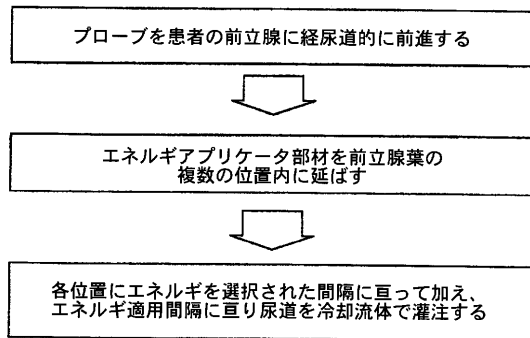 プローブを患者の前立腺に経尿道的に前進する
エネルギアプリケータ部材を前立腺葉の
複数の位置内に延ばす
各位置にエネルギを選択された間隔に亘って加え、
エネルギ適用間隔に亘り尿道を冷却流体で灌注する